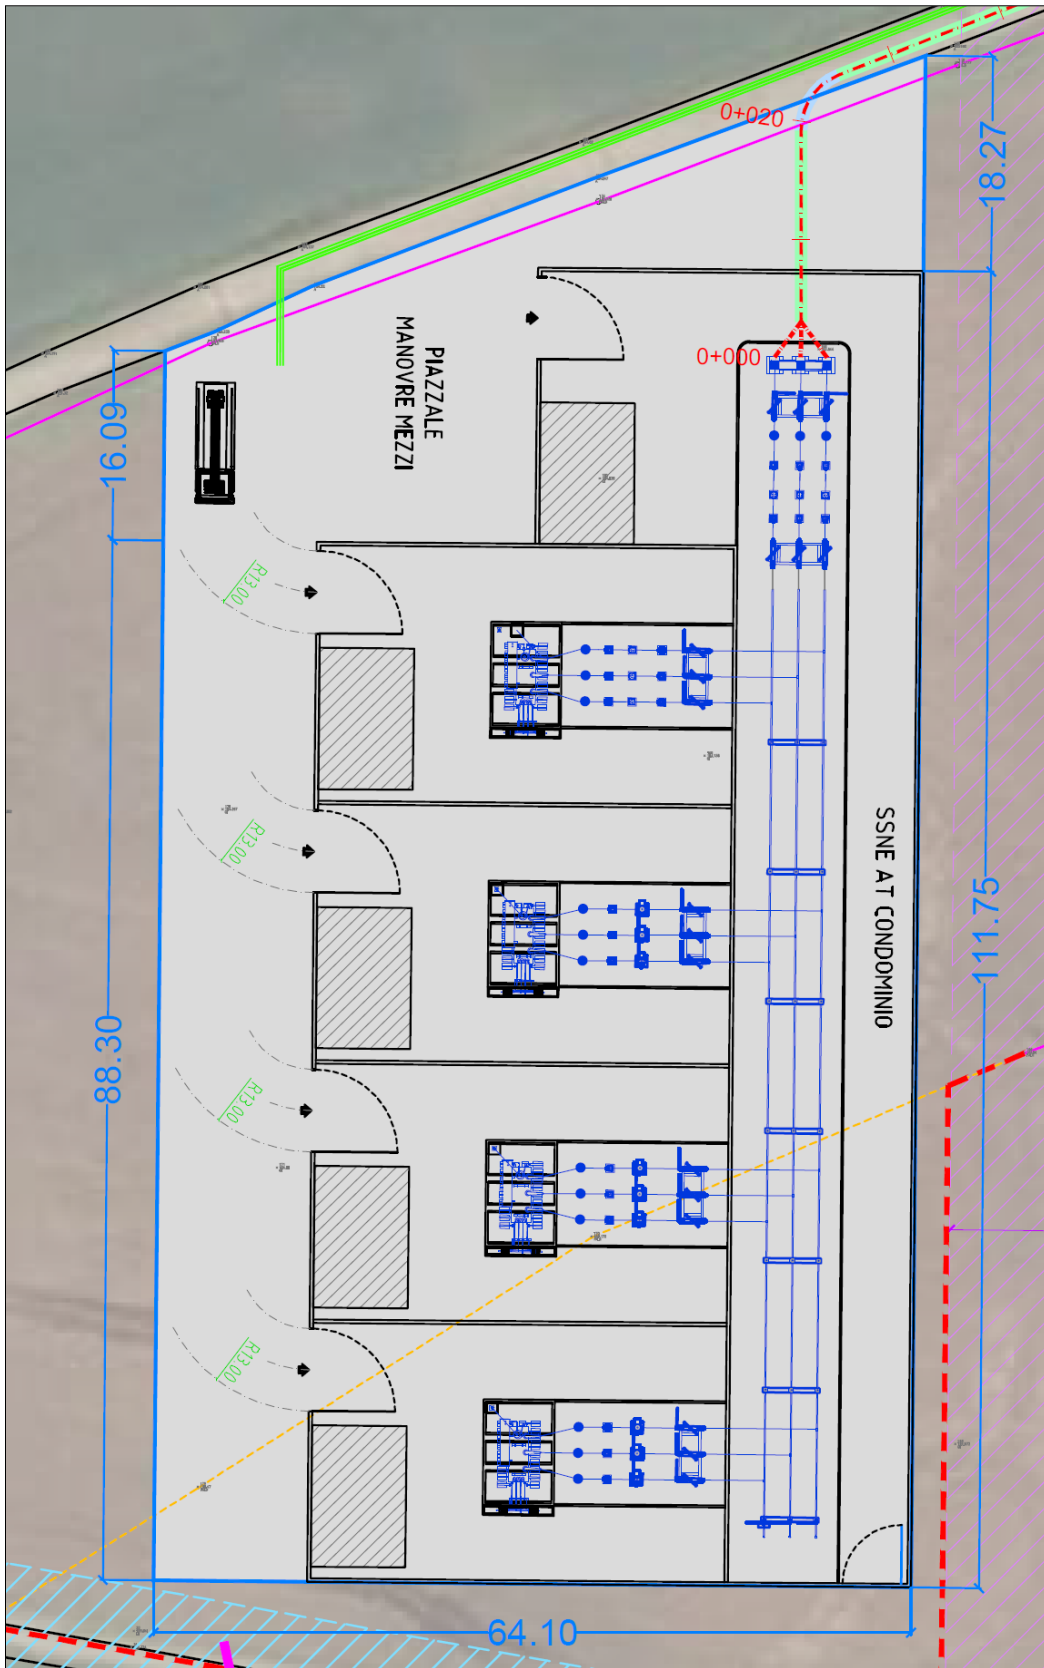 0+020
18.27
PIAZZALE
MANOVRE MEZZI
0+000
16.09
R13.00
R13.00
SSNE AT CONDOMINIO
111.75
88.30
R13.00
R13.00
64.10